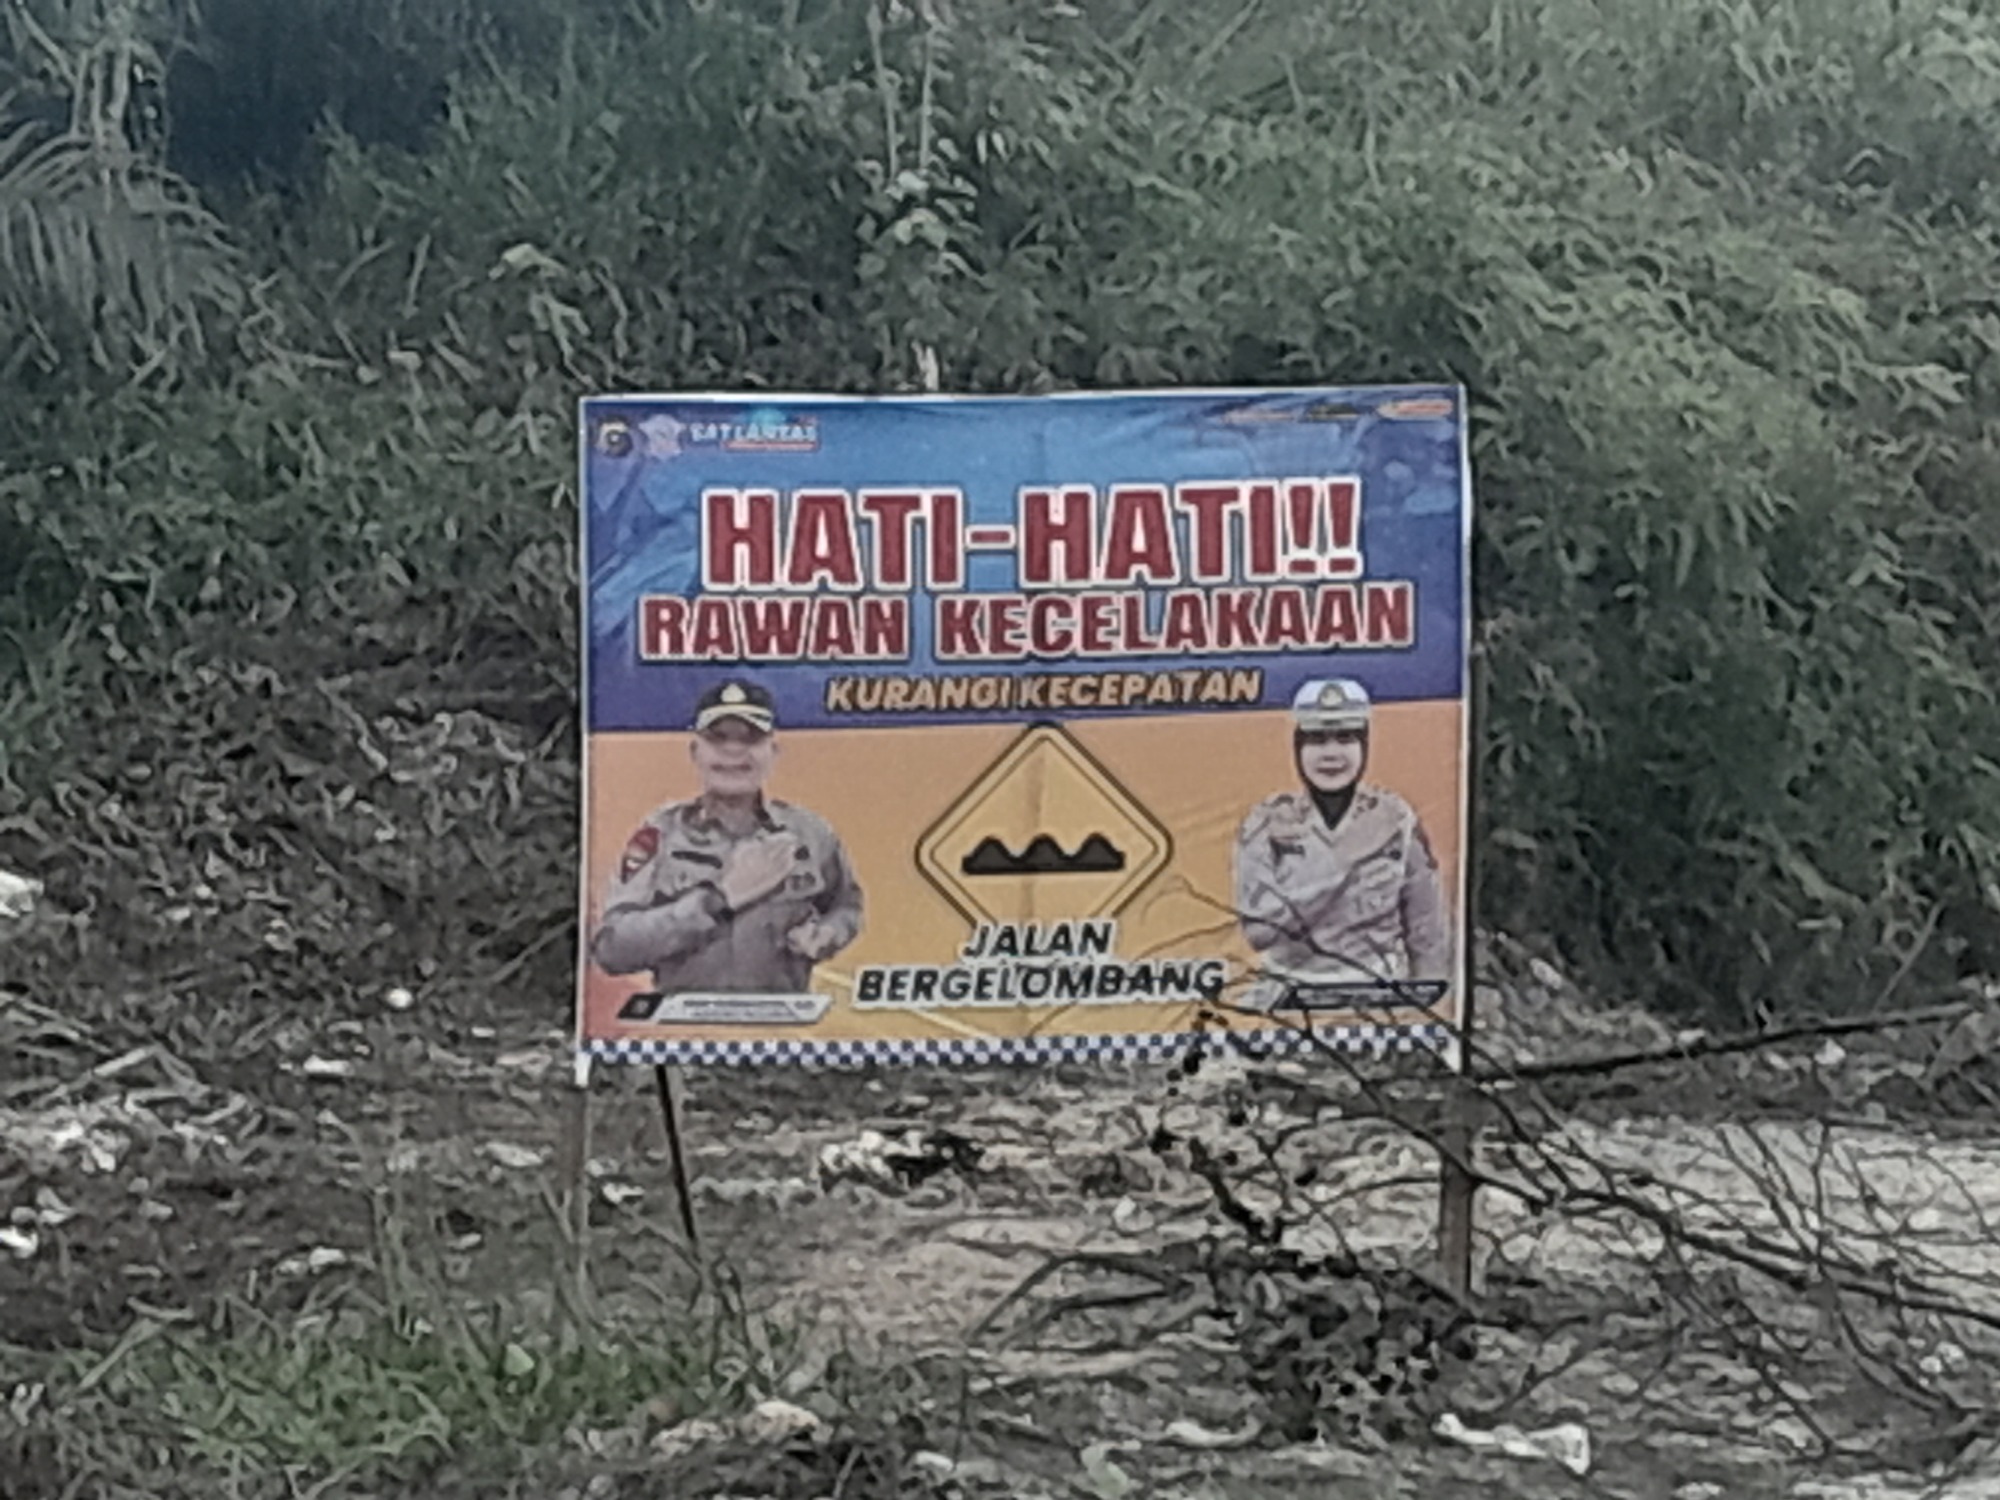 SAT LANTAS
HATI-HATI!!
RAWAN KECELAKAAN
KURANGI KECEPATAN
JALAN
BERGELOMBANG